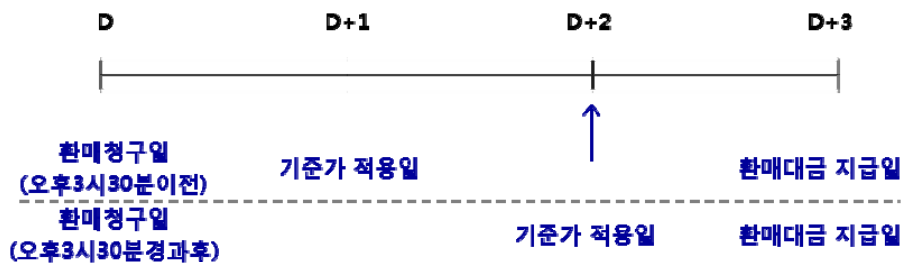 D D+1 D+2 D+3
환매청구일
(오후3시30분이전)
기준가 적용일
환매대금 지급일
환매청구일
(오후3시30분경과후)
기준가 적용일
환매대금 지급일